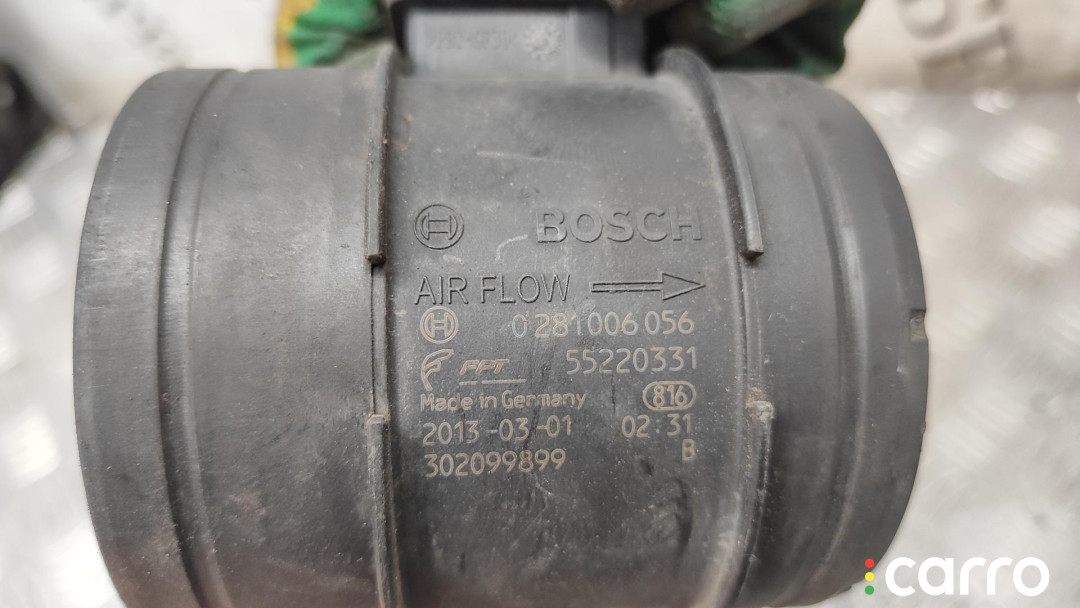 BOSCH
AIR FLOW
0 281 006 056
FPT 55220331
Made in Germany 816
2013-03-01 02:31
302099899 B
carro